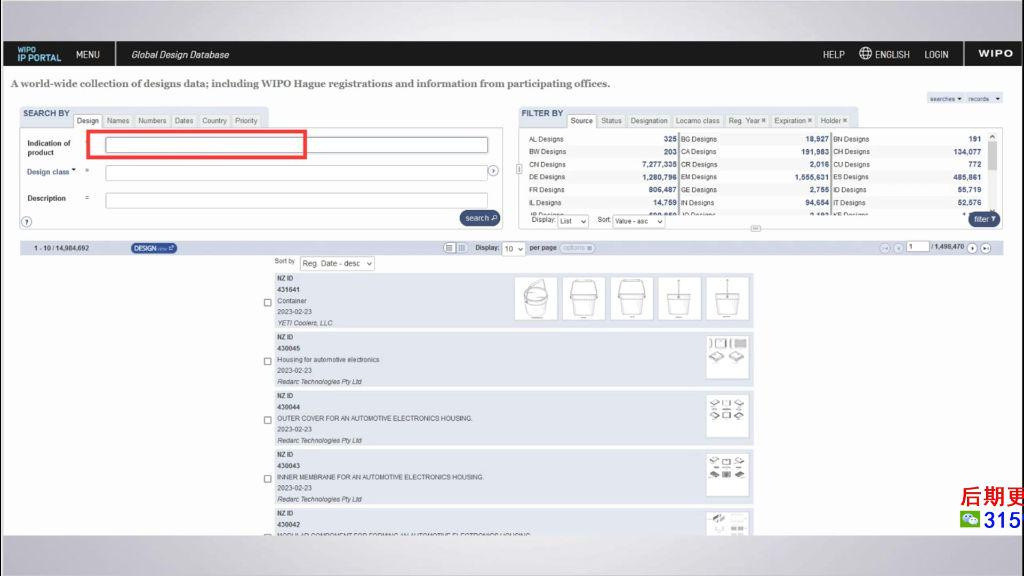 WIPO
IP PORTAL MENU Global Design Database HELP ENGLISH LOGIN WIPO
A world-wide collection of designs data; including WIPO Hague registrations and information from participating offices.
searches records
SEARCH BY Design Names Numbers Dates Country Priority
Indication of product =
Design class =
Description =
? search
FILTER BY Source Status Designation Locarno class Reg. Year Expiration Holder
AL Designs 325 BG Designs 18,927 BN Designs 191
BW Designs 203 CA Designs 191,983 CH Designs 134,077
CN Designs 7,277,335 CR Designs 2,016 CU Designs 772
DE Designs 1,280,796 EM Designs 1,555,631 ES Designs 485,861
FR Designs 806,487 GE Designs 2,755 ID Designs 55,719
IL Designs 14,759 IN Designs 94,654 IT Designs 52,576
Display: List Sort: Value - asc filter
1 - 10 / 14,984,692 DESIGN view Display: 10 per page options 1 / 1,498,470
Sort by Reg. Date - desc
NZ ID
431641
Container
2023-02-23
YETI Coolers, LLC
NZ ID
430045
Housing for automotive electronics
2023-02-23
Redarc Technologies Pty Ltd
NZ ID
430044
OUTER COVER FOR AN AUTOMOTIVE ELECTRONICS HOUSING.
2023-02-23
Redarc Technologies Pty Ltd
NZ ID
430043
INNER MEMBRANE FOR AN AUTOMOTIVE ELECTRONICS HOUSING.
2023-02-23
Redarc Technologies Pty Ltd
NZ ID
430042
MODULAR COMPONENT FOR FORMING AN AUTOMOTIVE ELECTRONICS HOUSING
后期更
315